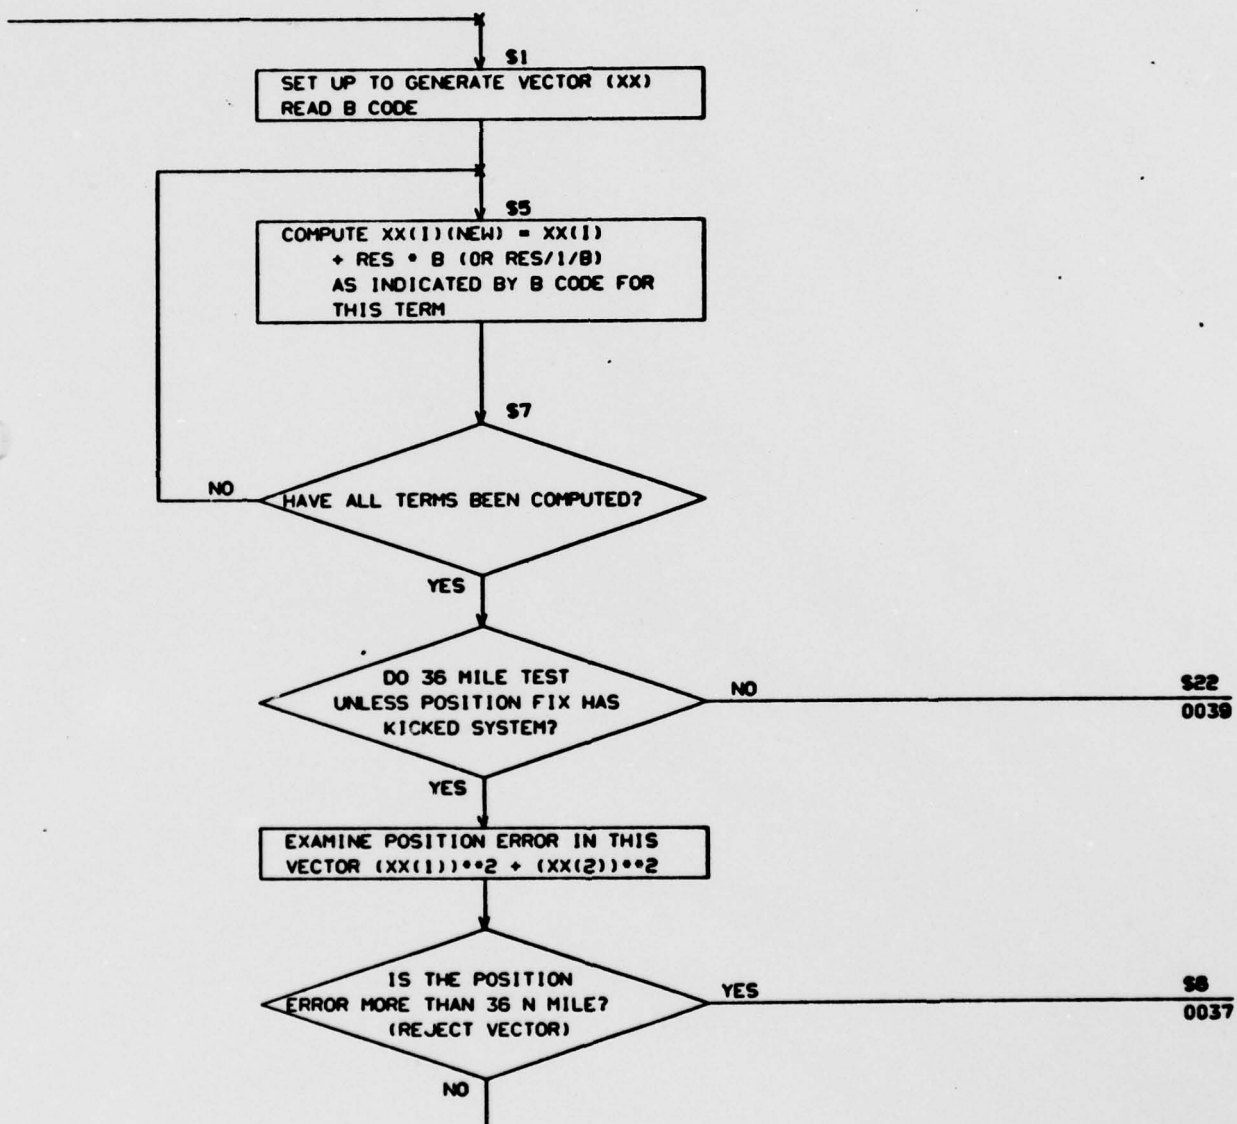 $1
SET UP TO GENERATE VECTOR (XX)
READ B CODE
$5
COMPUTE XX(I)(NEW) = XX(I)
+ RES * B (OR RES/1/B)
AS INDICATED BY B CODE FOR
THIS TERM
$7
NO
HAVE ALL TERMS BEEN COMPUTED?
YES
DO 36 MILE TEST
UNLESS POSITION FIX HAS
KICKED SYSTEM?
NO
$22
0039
YES
EXAMINE POSITION ERROR IN THIS
VECTOR (XX(1))**2 + (XX(2))**2
IS THE POSITION
ERROR MORE THAN 36 N MILE?
(REJECT VECTOR)
YES
$8
0037
NO